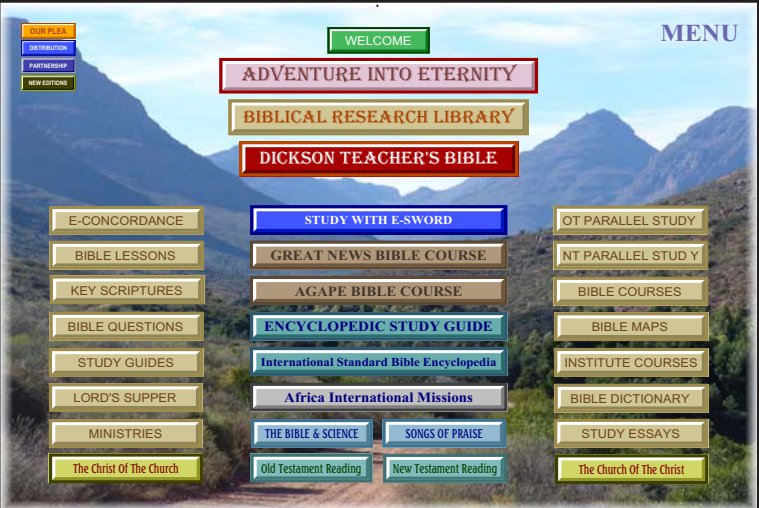 OUR PLEA
DISTRIBUTION
PARTNERSHIP
NEW EDITIONS
WELCOME
MENU
ADVENTURE INTO ETERNITY
BIBLICAL RESEARCH LIBRARY
DICKSON TEACHER'S BIBLE
E-CONCORDANCE
BIBLE LESSONS
KEY SCRIPTURES
BIBLE QUESTIONS
STUDY GUIDES
LORD'S SUPPER
MINISTRIES
The Christ Of The Church
STUDY WITH E-SWORD
GREAT NEWS BIBLE COURSE
AGAPE BIBLE COURSE
ENCYCLOPEDIC STUDY GUIDE
International Standard Bible Encyclopedia
Africa International Missions
THE BIBLE & SCIENCE
SONGS OF PRAISE
Old Testament Reading
New Testament Reading
OT PARALLEL STUDY
NT PARALLEL STUD Y
BIBLE COURSES
BIBLE MAPS
INSTITUTE COURSES
BIBLE DICTIONARY
STUDY ESSAYS
The Church Of The Christ